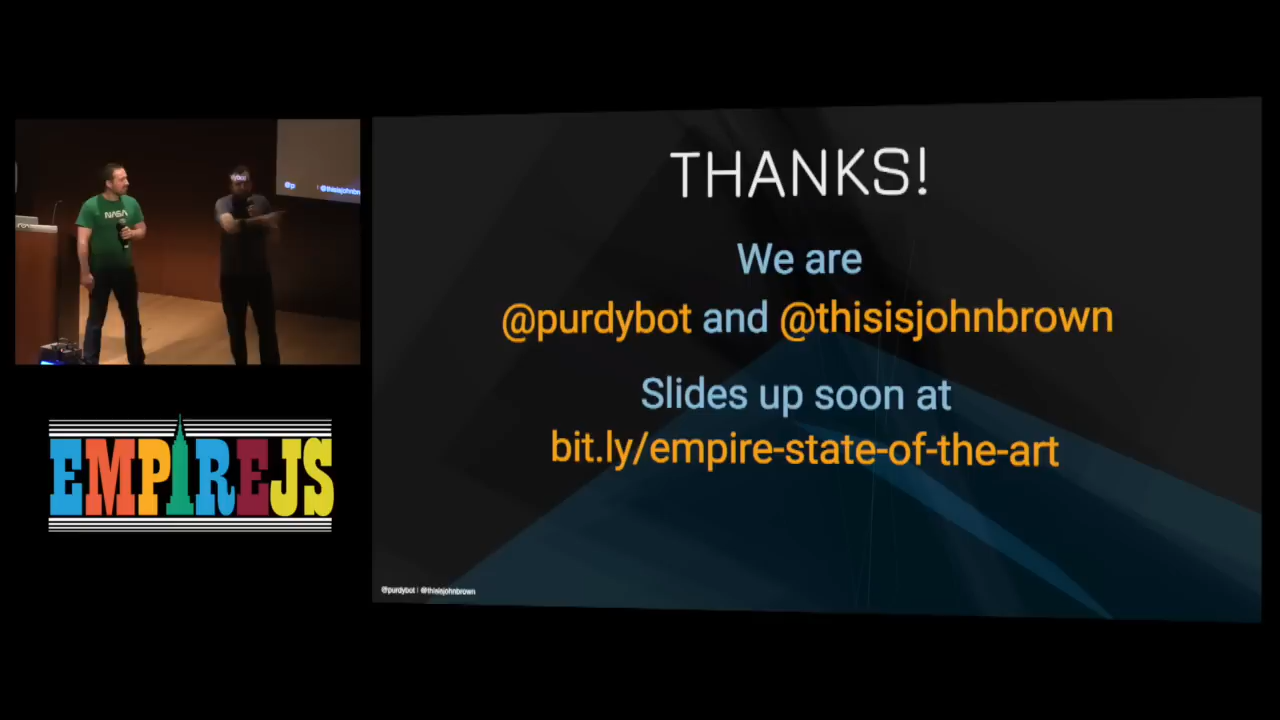 NASA
@p
@thisisjohnbrown
EMPIREJS
THANKS!
We are
@purdybot and @thisisjohnbrown
Slides up soon at
bit.ly/empire-state-of-the-art
@purdybot | @thisisjohnbrown